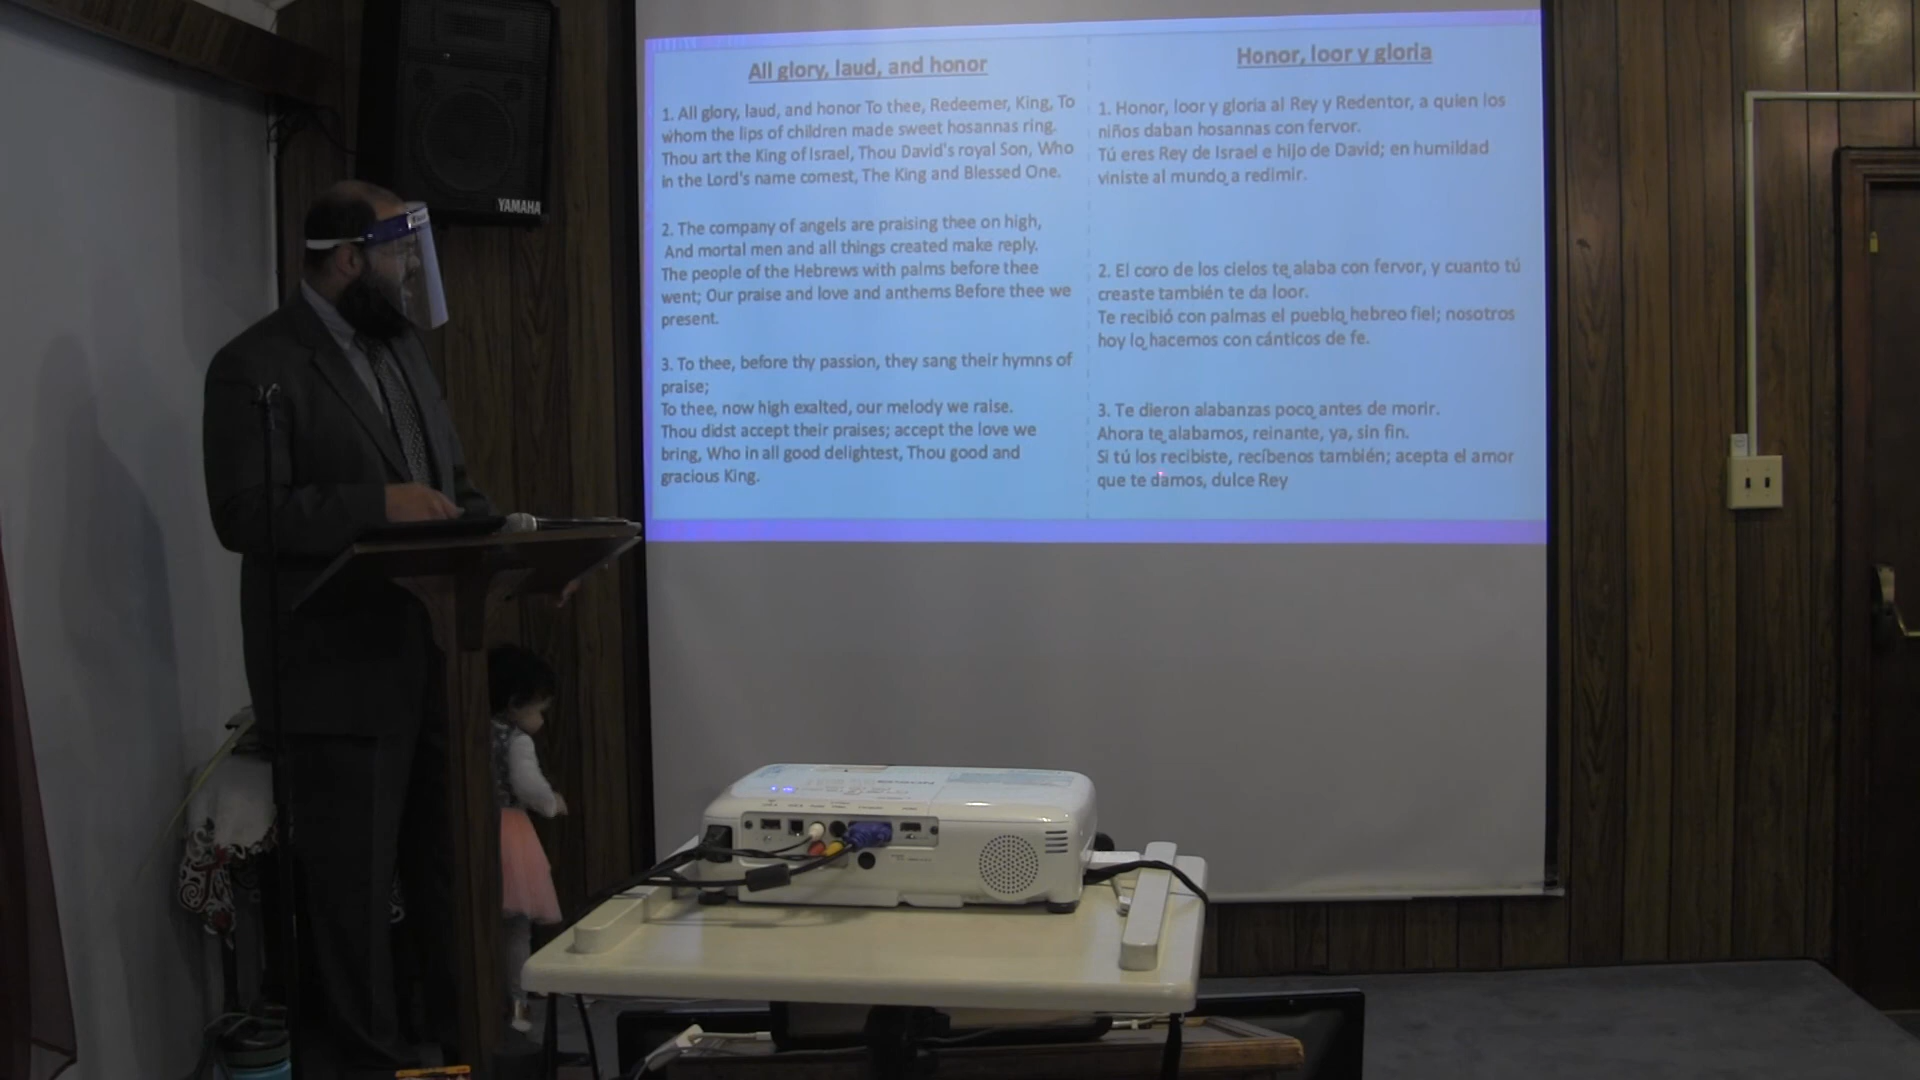 YAMAHA
All glory, laud, and honor
1. All glory, laud, and honor To thee, Redeemer, King, To
whom the lips of children made sweet hosannas ring.
Thou art the King of Israel, Thou David's royal Son, Who
in the Lord's name comest, The King and Blessed One.
2. The company of angels are praising thee on high,
And mortal men and all things created make reply.
The people of the Hebrews with palms before thee
went; Our praise and love and anthems Before thee we
present.
3. To thee, before thy passion, they sang their hymns of
praise;
To thee, now high exalted, our melody we raise.
Thou didst accept their praises; accept the love we
bring, Who in all good delightest, Thou good and
gracious King.
Honor, loor y gloria
1. Honor, loor y gloria al Rey y Redentor, a quien los
niños daban hosannas con fervor.
Tú eres Rey de Israel e hijo de David; en humildad
viniste al mundo‿a redimir.
2. El coro de los cielos te‿alaba con fervor, y cuanto tú
creaste también te da loor.
Te recibió con palmas el pueblo‿hebreo fiel; nosotros
hoy lo‿hacemos con cánticos de fe.
3. Te dieron alabanzas poco‿antes de morir.
Ahora te‿alabamos, reinante, ya, sin fin.
Si tú los recibiste, recíbenos también; acepta el amor
que te damos, dulce Rey